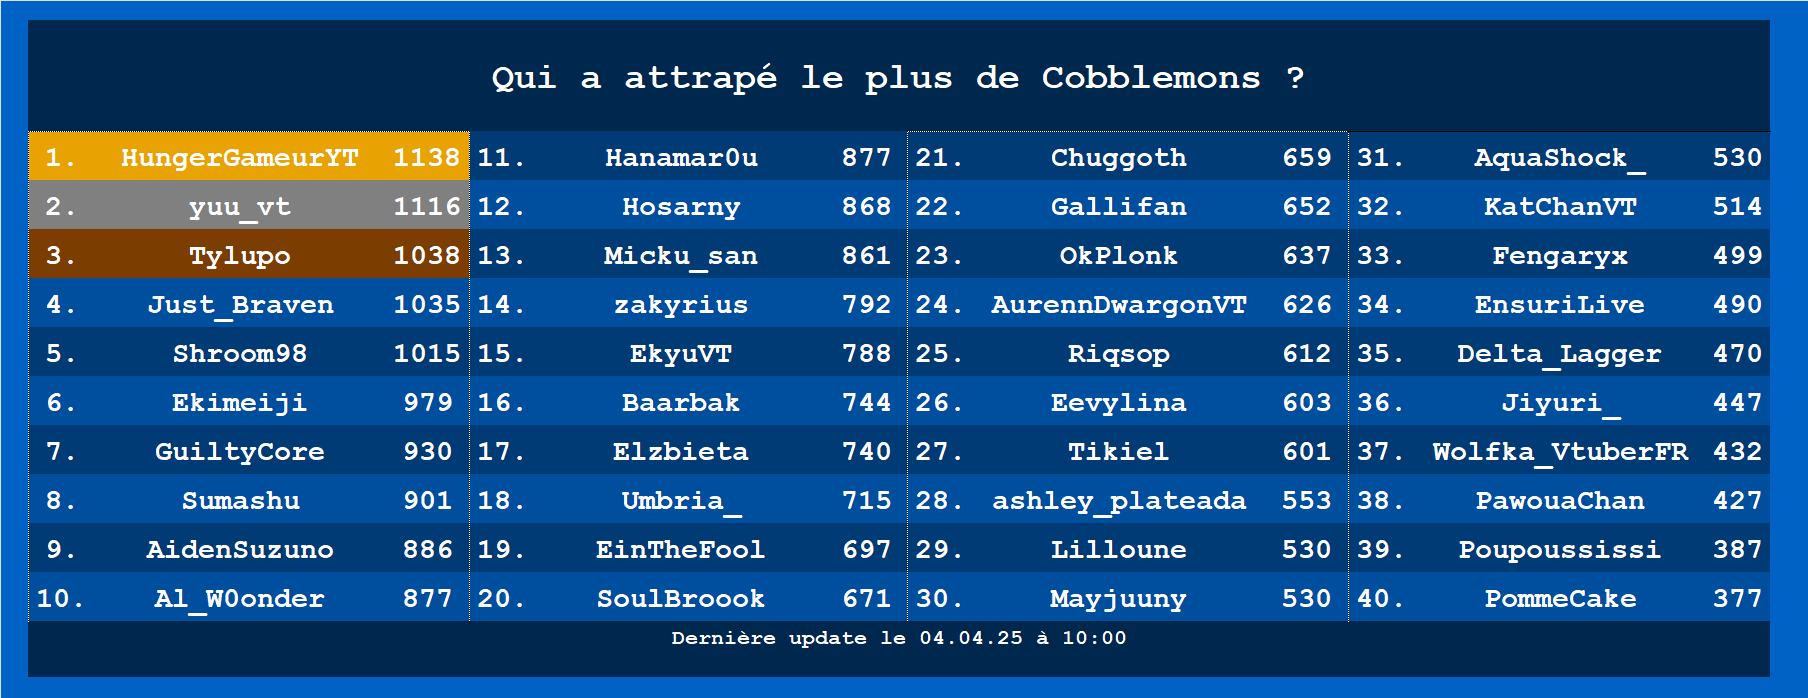 Qui a attrapé le plus de Cobblemons ?
1. HungerGameurYT 1138
2. yuu_vt 1116
3. Tylupo 1038
4. Just_Braven 1035
5. Shroom98 1015
6. Ekimeiji 979
7. GuiltyCore 930
8. Sumashu 901
9. AidenSuzuno 886
10. Al_W0onder 877
11. Hanamar0u 877
12. Hosarny 868
13. Micku_san 861
14. zakyrius 792
15. EkyuVT 788
16. Baarbak 744
17. Elzbieta 740
18. Umbria_ 715
19. EinTheFool 697
20. SoulBroook 671
21. Chuggoth 659
22. Gallifan 652
23. OkPlonk 637
24. AurennDwargonVT 626
25. Riqsop 612
26. Eevylina 603
27. Tikiel 601
28. ashley_plateada 553
29. Lilloune 530
30. Mayjuuny 530
31. AquaShock_ 530
32. KatChanVT 514
33. Fengaryx 499
34. EnsuriLive 490
35. Delta_Lagger 470
36. Jiyuri_ 447
37. Wolfka_VtuberFR 432
38. PawouaChan 427
39. Poupoussissi 387
40. PommeCake 377
Dernière update le 04.04.25 à 10:00